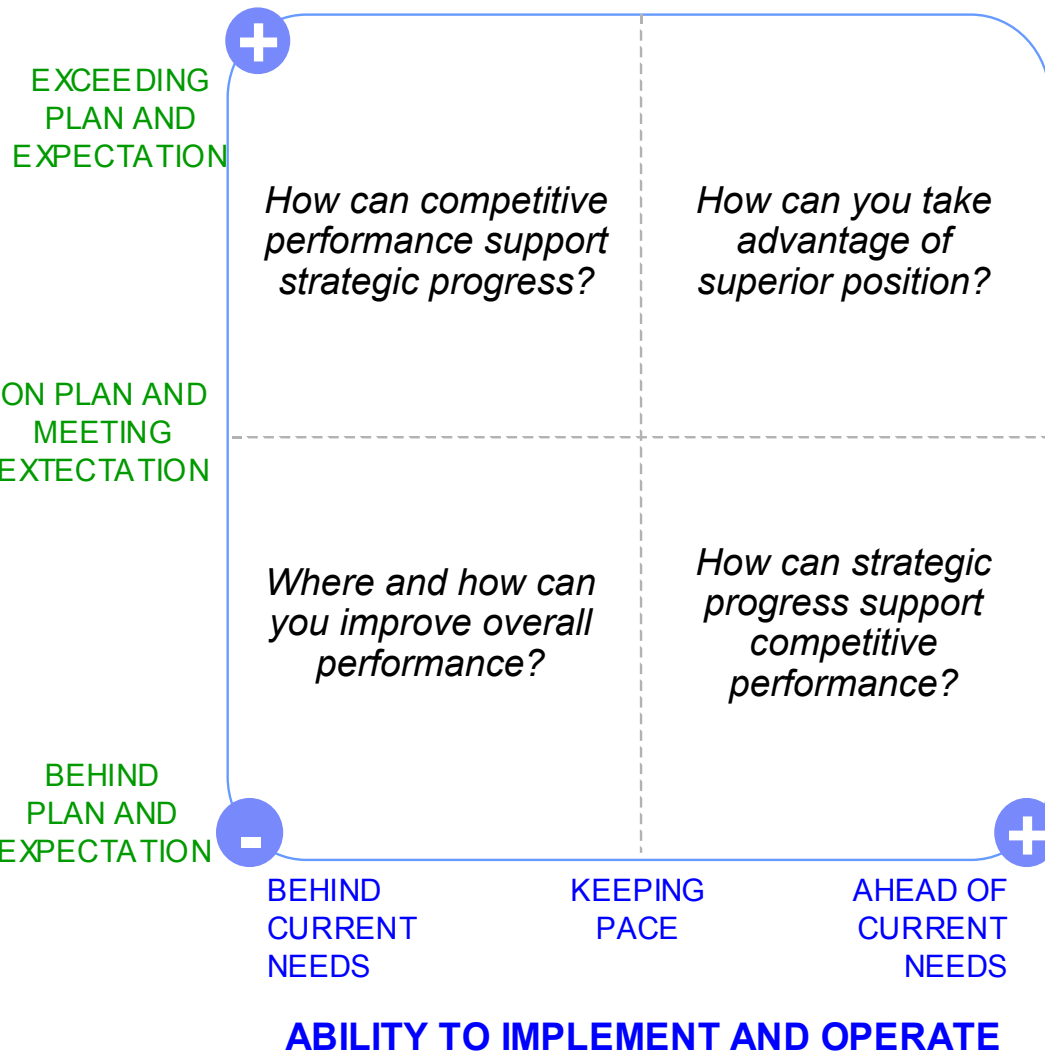 +
EXCEEDING
PLAN AND
EXPECTATION
How can competitive
performance support
strategic progress?
How can you take
advantage of
superior position?
ON PLAN AND
MEETING
EXTECTATION
Where and how can
you improve overall
performance?
How can strategic
progress support
competitive
performance?
BEHIND
PLAN AND
EXPECTATION
-
+
BEHIND
CURRENT
NEEDS
KEEPING
PACE
AHEAD OF
CURRENT
NEEDS
ABILITY TO IMPLEMENT AND OPERATE